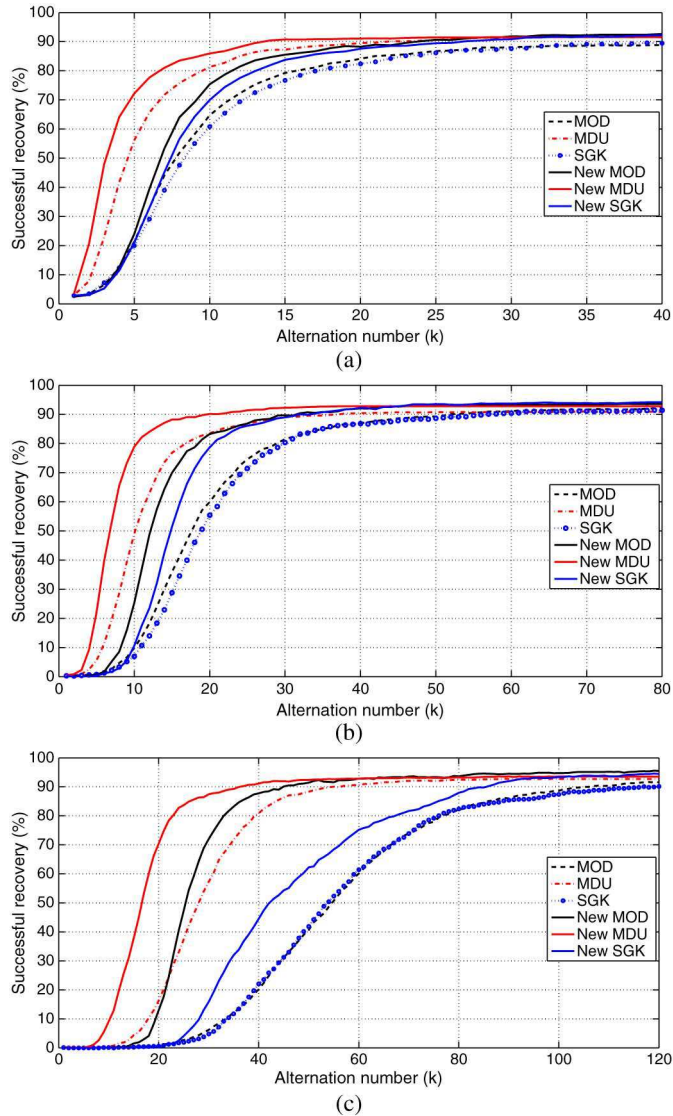 100
90
80
70
60
50
40
30
20
10
0
Successful recovery (%)
MOD
MDU
SGK
New MOD
New MDU
New SGK
0 5 10 15 20 25 30 35 40
Alternation number (k)
(a)
100
90
80
70
60
50
40
30
20
10
0
Successful recovery (%)
MOD
MDU
SGK
New MOD
New MDU
New SGK
0 10 20 30 40 50 60 70 80
Alternation number (k)
(b)
100
90
80
70
60
50
40
30
20
10
0
Successful recovery (%)
MOD
MDU
SGK
New MOD
New MDU
New SGK
0 20 40 60 80 100 120
Alternation number (k)
(c)